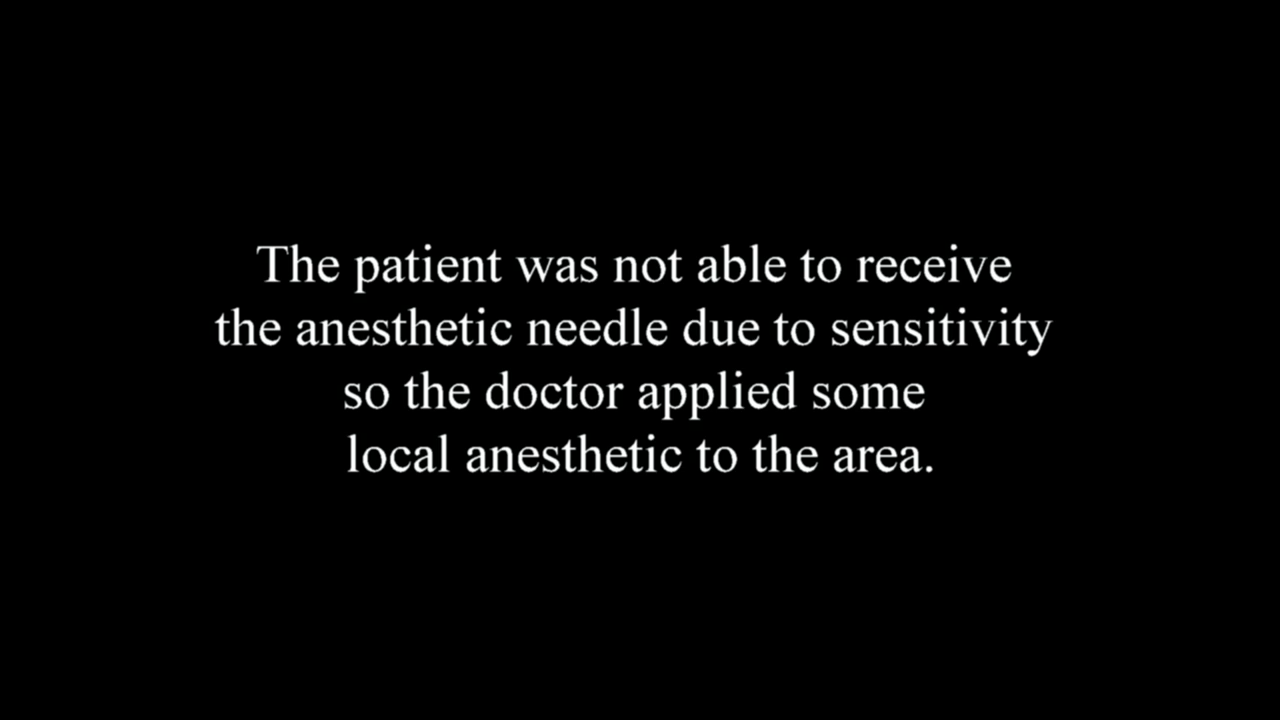 The patient was not able to receive
the anesthetic needle due to sensitivity
so the doctor applied some
local anesthetic to the area.